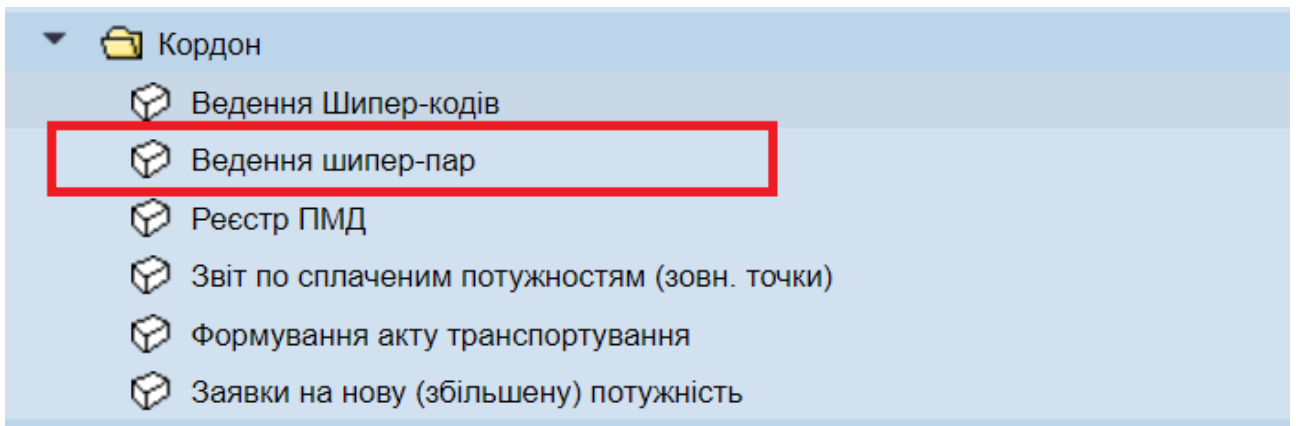 Кордон
Ведення Шипер-кодів
Ведення шипер-пар
Реєстр ПМД
Звіт по сплаченим потужностям (зовн. точки)
Формування акту транспортування
Заявки на нову (збільшену) потужність